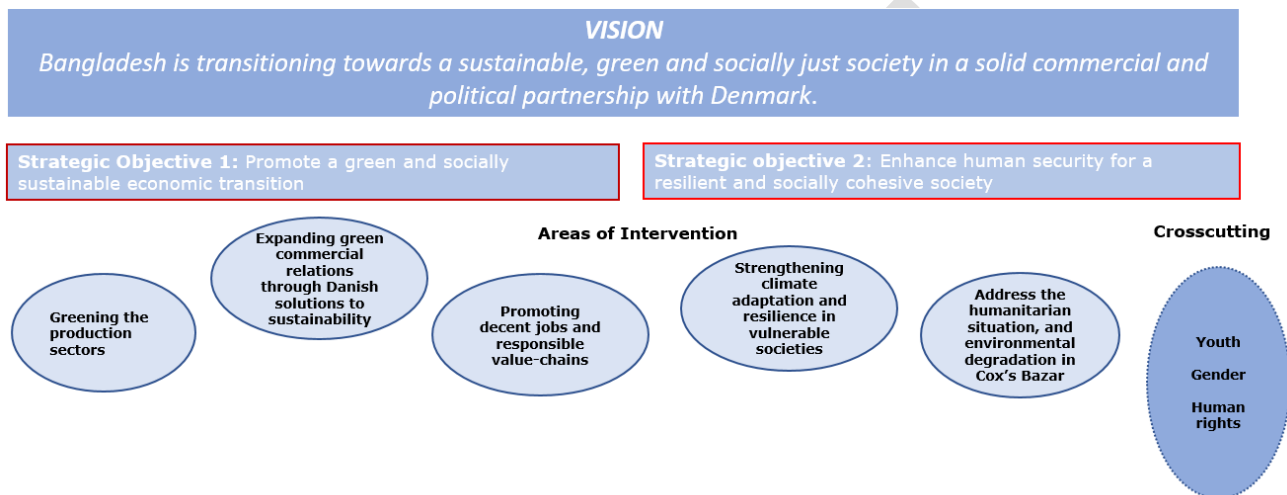 VISION
Bangladesh is transitioning towards a sustainable, green and socially just society in a solid commercial and
political partnership with Denmark.
Strategic Objective 1: Promote a green and socially
sustainable economic transition
Strategic objective 2: Enhance human security for a
resilient and socially cohesive society
Areas of Intervention
Crosscutting
Greening the
production
sectors
Expanding green
commercial
relations
through Danish
solutions to
sustainability
Promoting
decent jobs and
responsible
value-chains
Strengthening
climate
adaptation and
resilience in
vulnerable
societies
Address the
humanitarian
situation, and
environmental
degradation in
Cox's Bazar
Youth
Gender
Human
rights